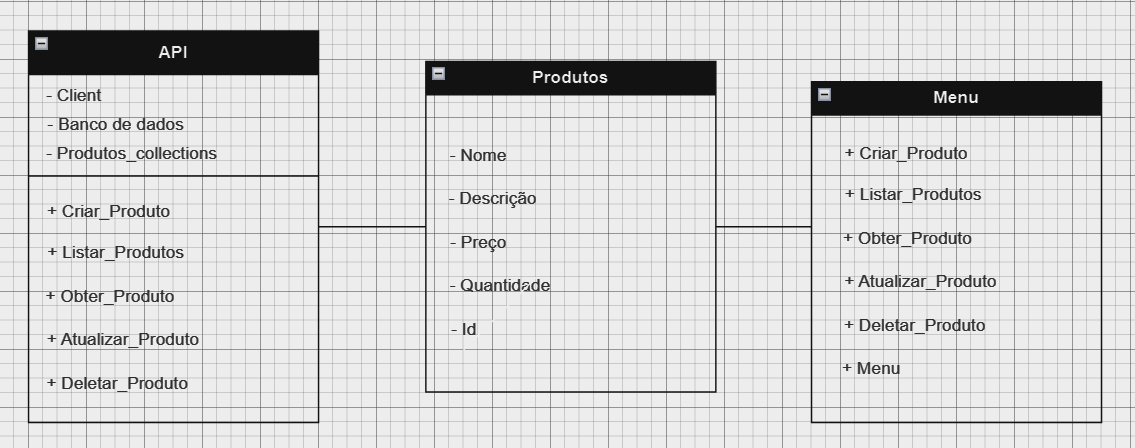 API
- Client
- Banco de dados
- Produtos_collections
+ Criar_Produto
+ Listar_Produtos
+ Obter_Produto
+ Atualizar_Produto
+ Deletar_Produto
Produtos
- Nome
- Descrição
- Preço
- Quantidade
- Id
Menu
+ Criar_Produto
+ Listar_Produtos
+ Obter_Produto
+ Atualizar_Produto
+ Deletar_Produto
+ Menu